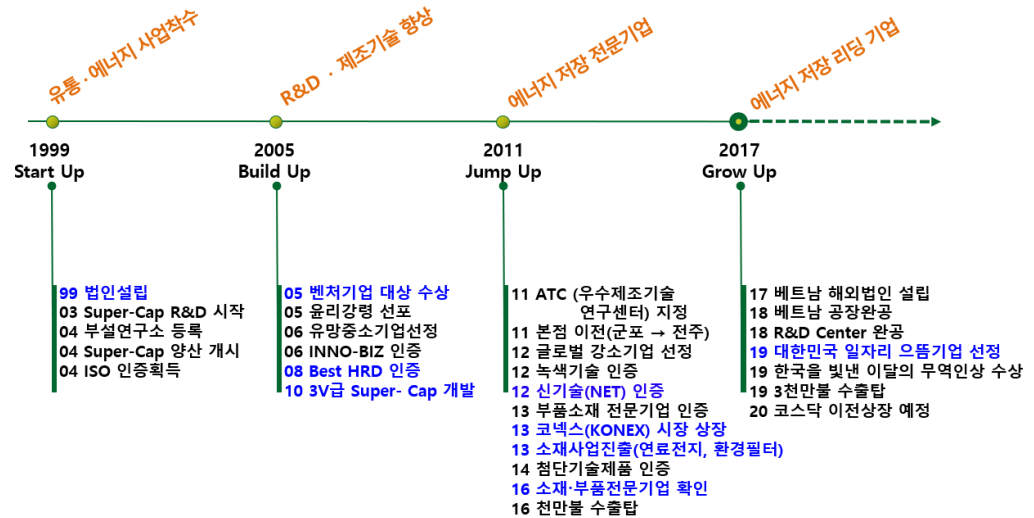 유통 · 에너지 사업착수
R&D · 제조기술 향상
에너지 저장 전문기업
에너지 저장 리딩 기업
1999
Start Up
2005
Build Up
2011
Jump Up
2017
Grow Up
99 법인설립
03 Super-Cap R&D 시작
04 부설연구소 등록
04 Super-Cap 양산 개시
04 ISO 인증획득
05 벤처기업 대상 수상
05 윤리강령 선포
06 유망중소기업선정
06 INNO-BIZ 인증
08 Best HRD 인증
10 3V급 Super- Cap 개발
11 ATC (우수제조기술
연구센터) 지정
11 본점 이전(군포 → 전주)
12 글로벌 강소기업 선정
12 녹색기술 인증
12 신기술(NET) 인증
13 부품소재 전문기업 인증
13 코넥스(KONEX) 시장 상장
13 소재사업진출(연료전지, 환경필터)
14 첨단기술제품 인증
16 소재·부품전문기업 확인
16 천만불 수출탑
17 베트남 해외법인 설립
18 베트남 공장완공
18 R&D Center 완공
19 대한민국 일자리 으뜸기업 선정
19 한국을 빛낸 이달의 무역인상 수상
19 3천만불 수출탑
20 코스닥 이전상장 예정